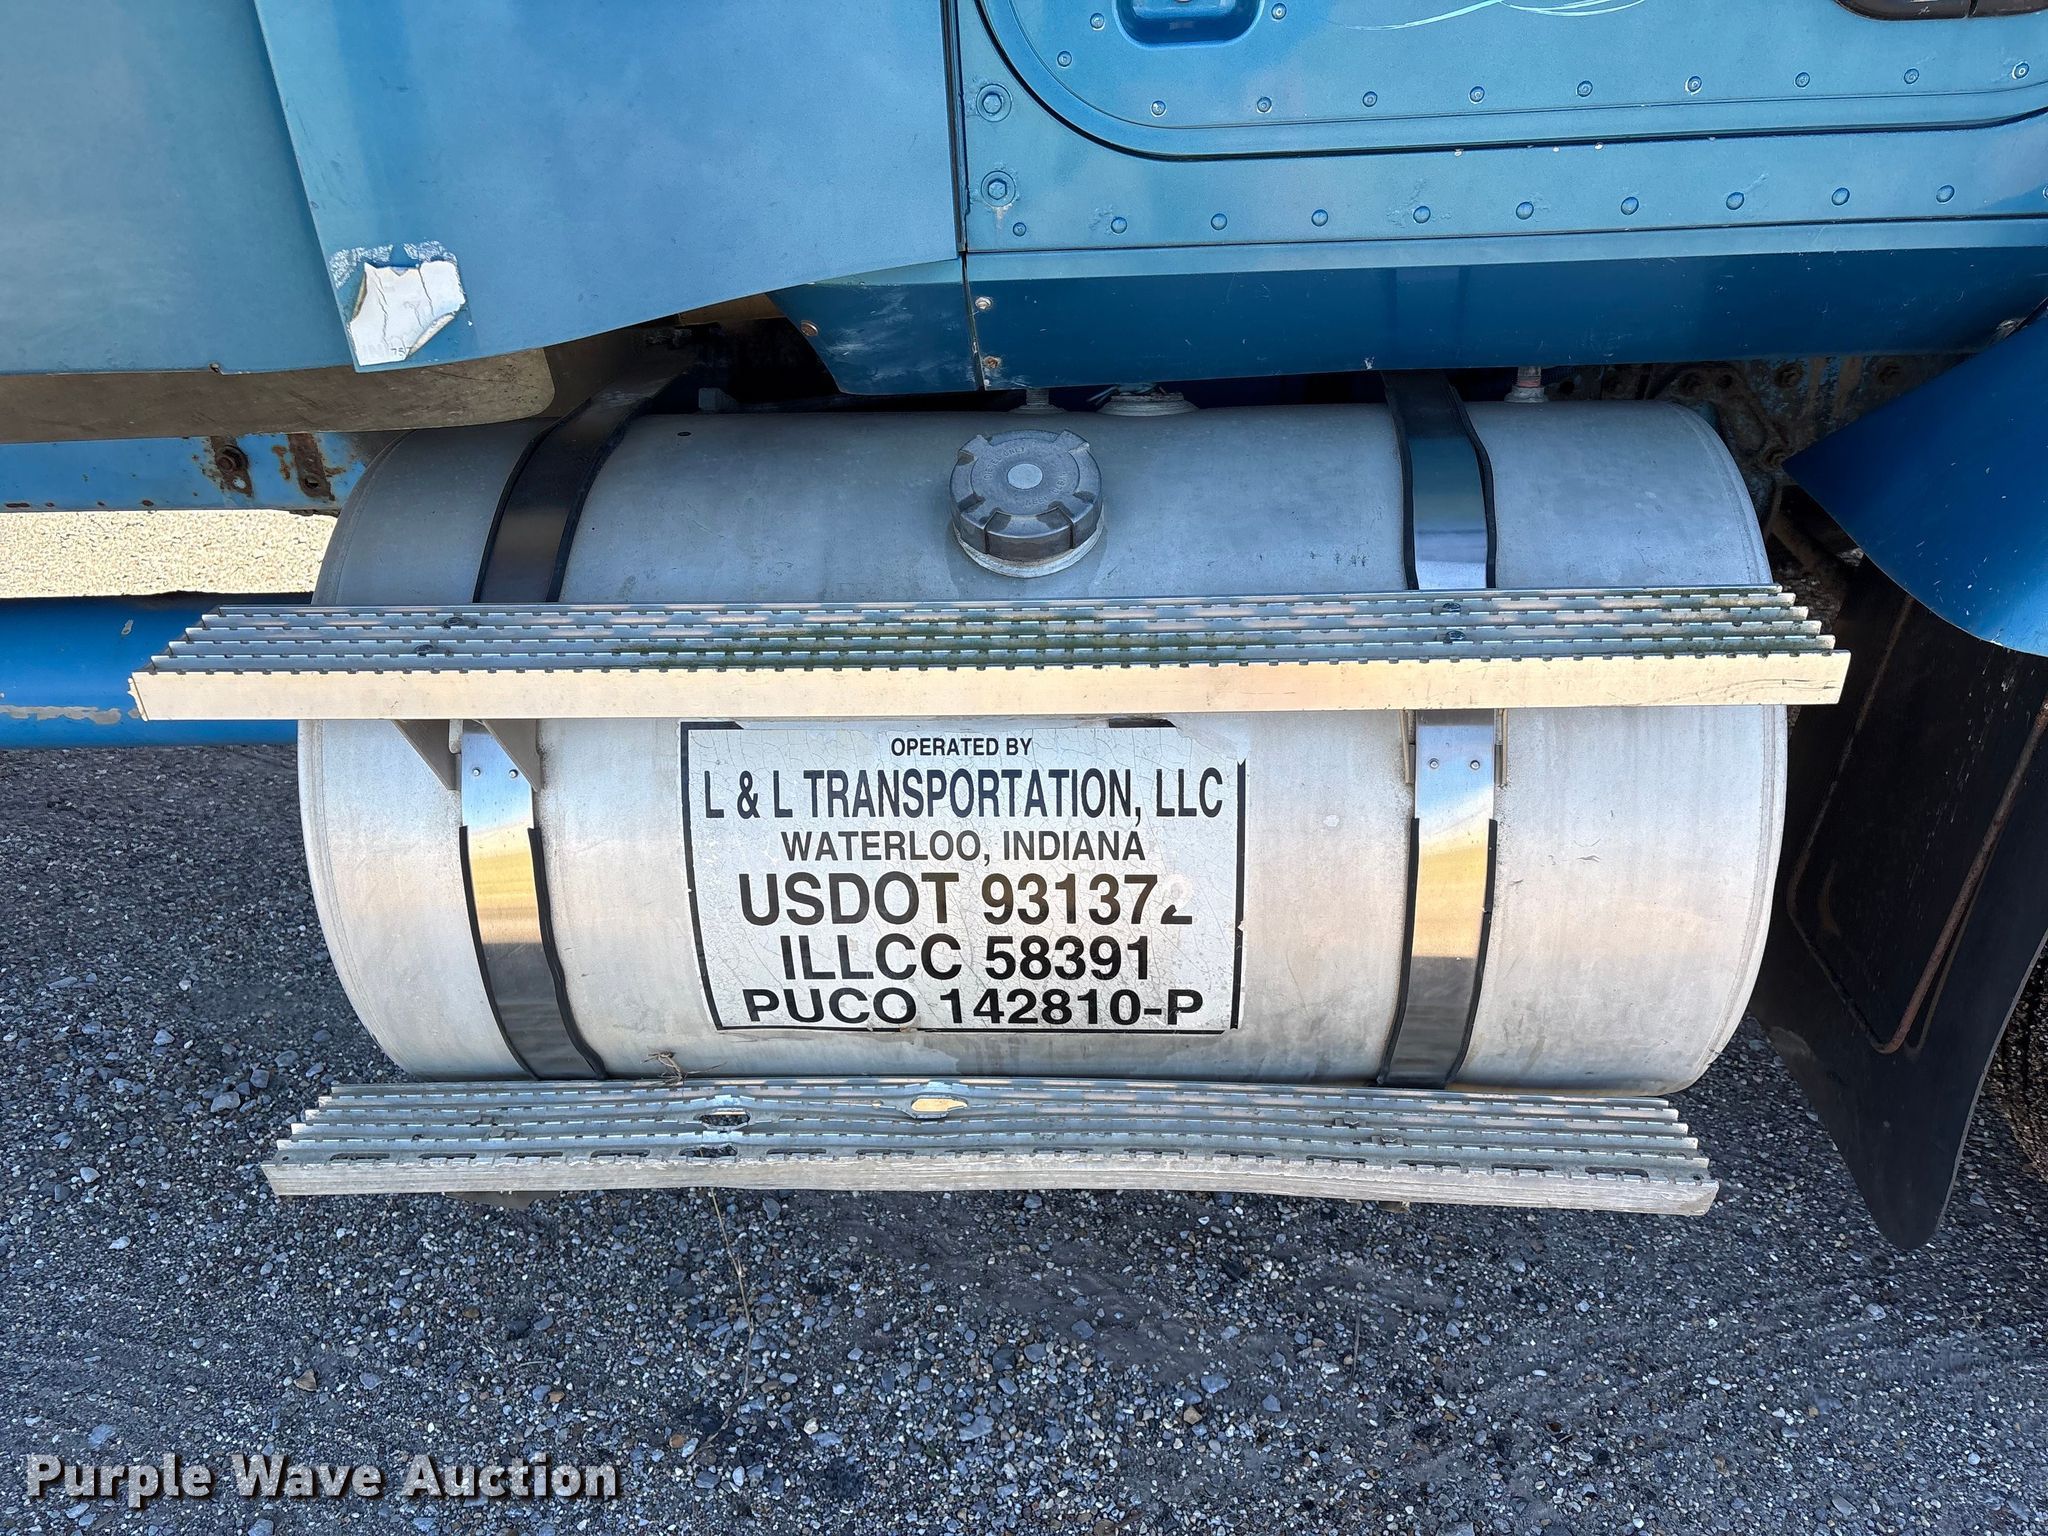 OPERATED BY
L & L TRANSPORTATION, LLC
WATERLOO, INDIANA
USDOT 931372
ILLCC 58391
PUCO 142810-P
Purple Wave Auction